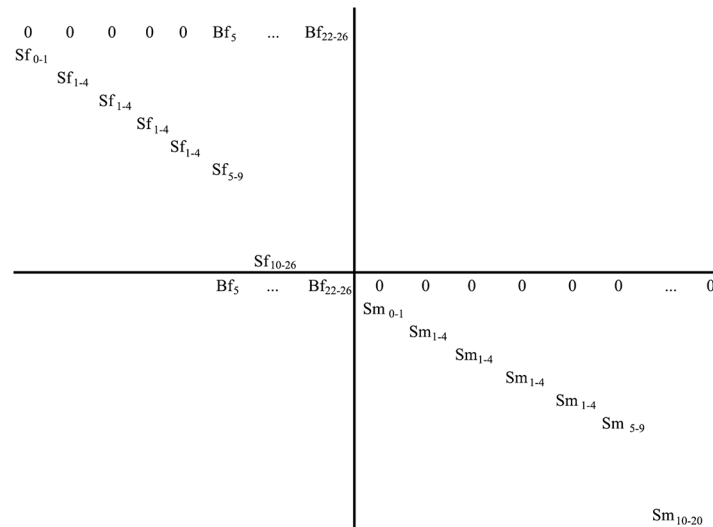 0 0 0 0 0 Bf5 ... Bf22-26
Sf0-1
Sf1-4
Sf1-4
Sf1-4
Sf1-4
Sf5-9
Sf10-26
Bf5 ... Bf22-26 0 0 0 0 0 0 ... 0
Sm0-1
Sm1-4
Sm1-4
Sm1-4
Sm1-4
Sm5-9
Sm10-20